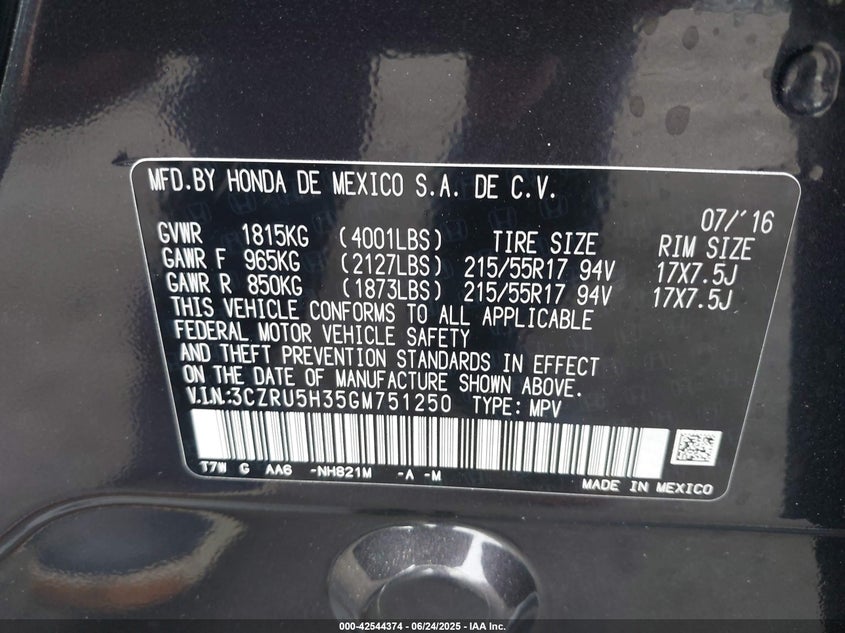 MFD.BY HONDA DE MEXICO S.A. DE C.V.
07/'16
GVWR 1815KG (4001LBS) TIRE SIZE RIM SIZE
GAWR F 965KG (2127LBS) 215/55R17 94V 17X7.5J
GAWR R 850KG (1873LBS) 215/55R17 94V 17X7.5J
THIS VEHICLE CONFORMS TO ALL APPLICABLE
FEDERAL MOTOR VEHICLE SAFETY
AND THEFT PREVENTION STANDARDS IN EFFECT
ON THE DATE OF MANUFACTURE SHOWN ABOVE.
V.I.N.:3CZRU5H35GM751250 TYPE: MPV
T7W G AA6 -NH821M -A -M
MADE IN MEXICO
000-42544374 | 06/24/2025 - IAA Inc.